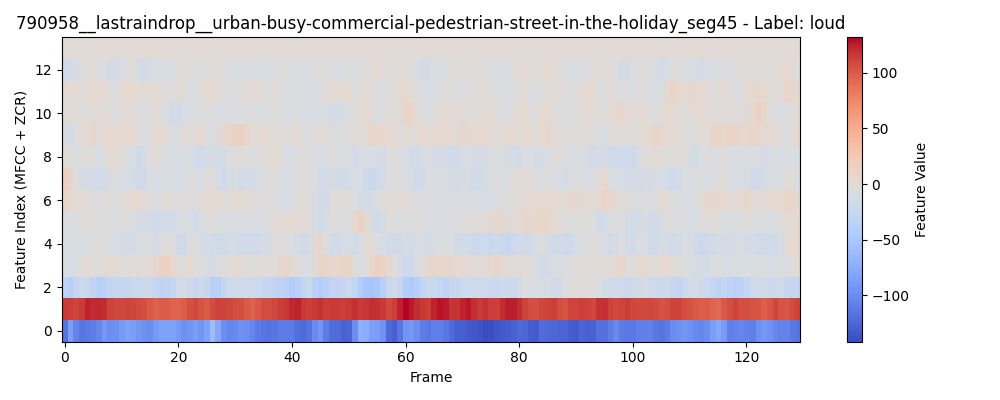 790958__lastraindrop__urban-busy-commercial-pedestrian-street-in-the-holiday_seg45 - Label: loud
12
10
8
6
4
2
0
Feature Index (MFCC + ZCR)
0 20 40 60 80 100 120
Frame
100
50
0
−50
−100
Feature Value